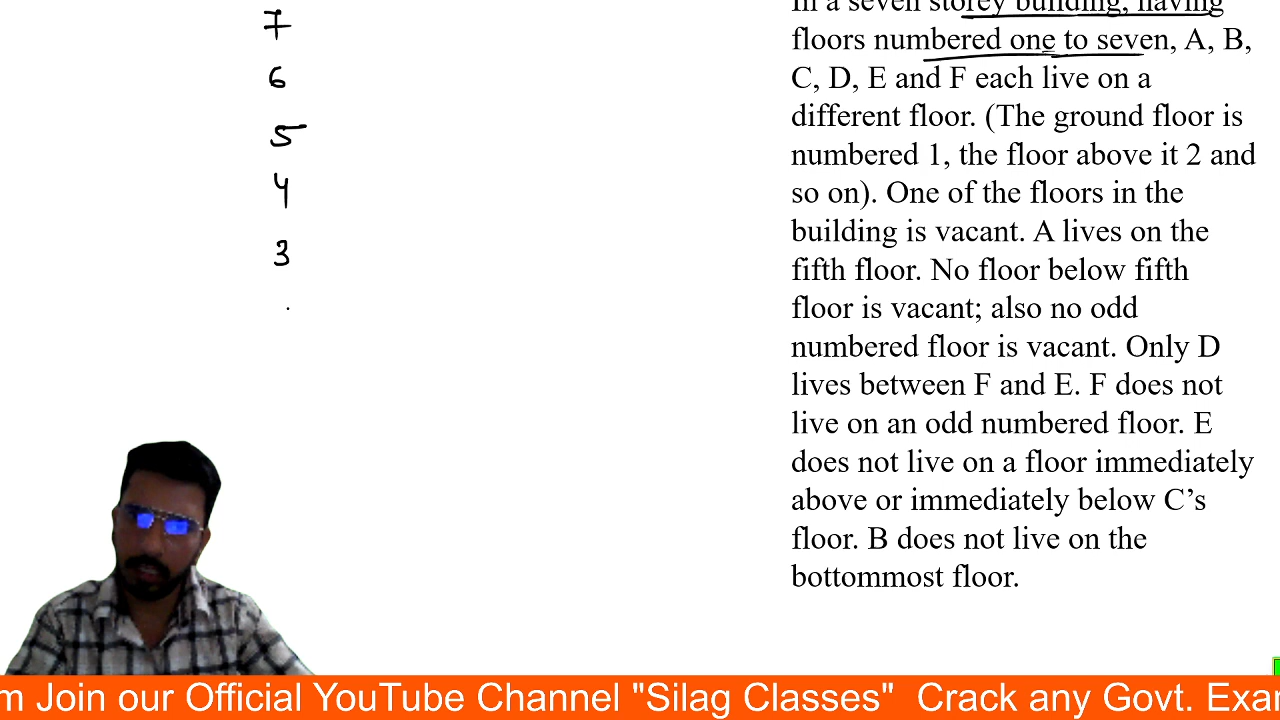 7
6
5
4
3
In a seven storey building, having
floors numbered one to seven, A, B,
C, D, E and F each live on a
different floor. (The ground floor is
numbered 1, the floor above it 2 and
so on). One of the floors in the
building is vacant. A lives on the
fifth floor. No floor below fifth
floor is vacant; also no odd
numbered floor is vacant. Only D
lives between F and E. F does not
live on an odd numbered floor. E
does not live on a floor immediately
above or immediately below C’s
floor. B does not live on the
bottommost floor.
m Join our Official YouTube Channel "Silag Classes" Crack any Govt. Exa